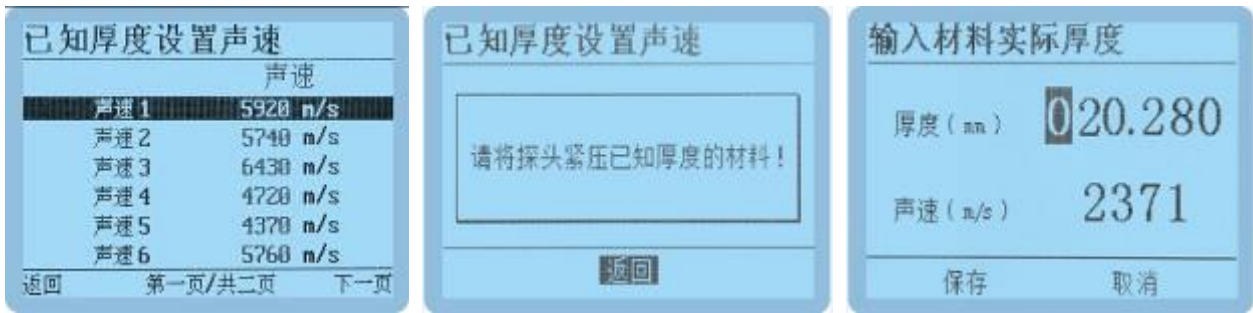 已知厚度设置声速
声速
声速1 5920 m/s
声速2 5740 m/s
声速3 6430 m/s
声速4 4720 m/s
声速5 4370 m/s
声速6 5760 m/s
返回 第一页/共二页 下一页
已知厚度设置声速
请将探头紧压已知厚度的材料!
返回
输入材料实际厚度
厚度(mm) 020.280
声速(m/s) 2371
保存 取消